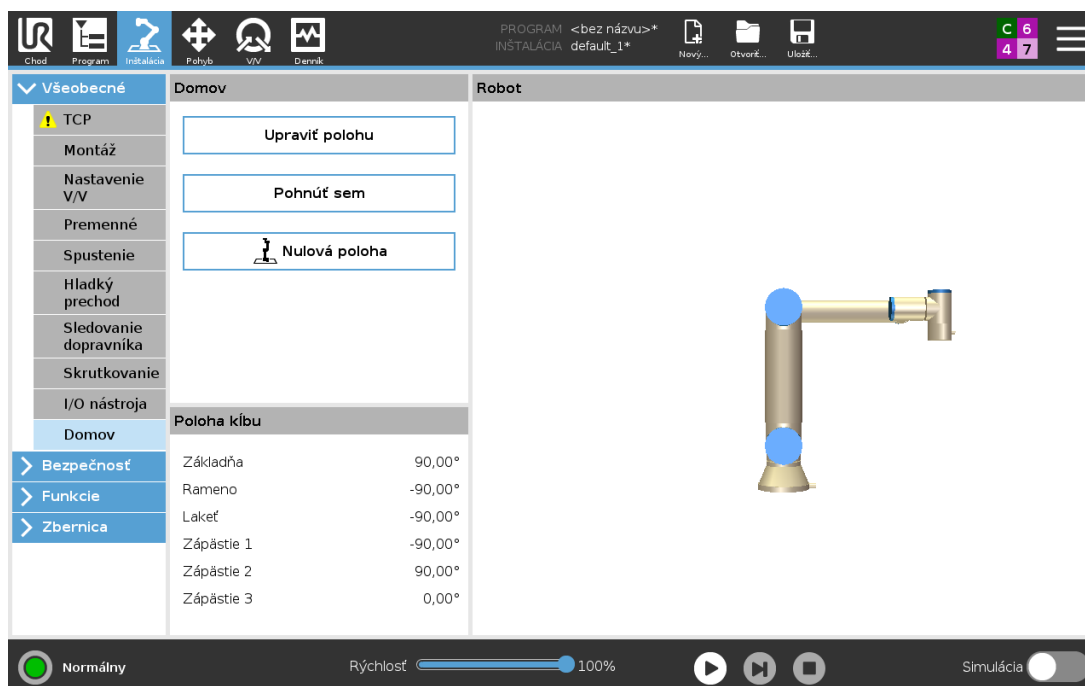 UR
PROGRAM <bez názvu>*
INŠTALÁCIA default_1*
C 6
4 7
Chod Program Inštalácia Pohyb V/V Denník Nový... Otvoriť... Uložiť...
Všeobecné
TCP
Montáž
Nastavenie
V/V
Premenné
Spustenie
Hladký
prechod
Sledovanie
dopravníka
Skrutkovanie
I/O nástroja
Domov
Bezpečnosť
Funkcie
Zbernica
Domov
Upraviť polohu
Pohnúť sem
Nulová poloha
Poloha kĺbu
Základňa 90,00°
Rameno -90,00°
Lakeť -90,00°
Zápästie 1 -90,00°
Zápästie 2 90,00°
Zápästie 3 0,00°
Robot
Normálny Rýchlosť 100% Simulácia